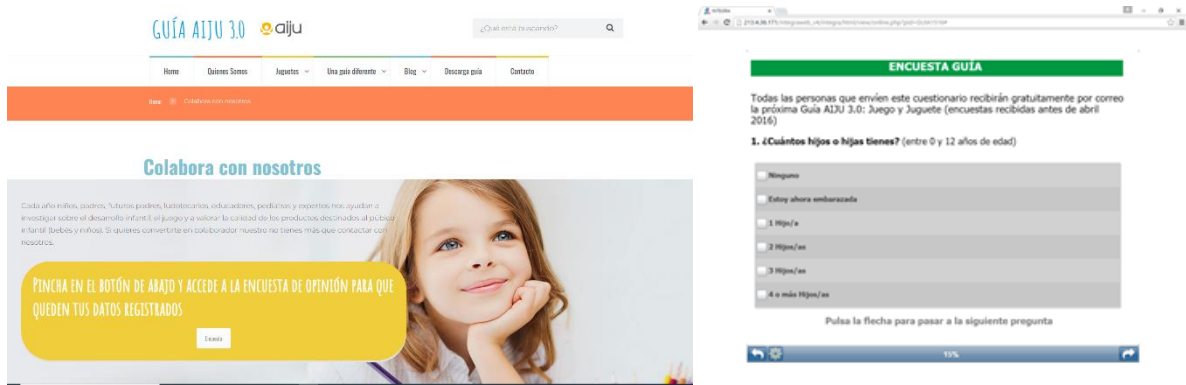 GUÍA AIJU 3.0
aiju
¿Qué está buscando?
Home
Quienes Somos
Juguetes
Una guía diferente
Blog
Descarga guía
Contacto
Home
Colabora con nosotros
Colabora con nosotros
Cada año niños, padres, futuros padres, ludotecarios, educadores, pediatras y expertos nos ayudan a
investigar sobre el desarrollo infantil, el juego y a valorar la calidad de los productos destinados al público
infantil (bebés y niños). Si quieres convertirte en colaborador nuestro no tienes más que contactar con
nosotros.
PINCHA EN EL BOTÓN DE ABAJO Y ACCEDE A LA ENCUESTA DE OPINIÓN PARA QUE
QUEDEN TUS DATOS REGISTRADOS
Encuesta
ENCUESTA GUÍA
Todas las personas que envíen este cuestionario recibirán gratuitamente por correo
la próxima Guía AIJU 3.0: Juego y Juguete (encuestas recibidas antes de abril
2016)
1. ¿Cuántos hijos o hijas tienes? (entre 0 y 12 años de edad)
Ninguno
Estoy ahora embarazada
1 Hijo/a
2 Hijos/as
3 Hijos/as
4 o más Hijos/as
Pulsa la flecha para pasar a la siguiente pregunta